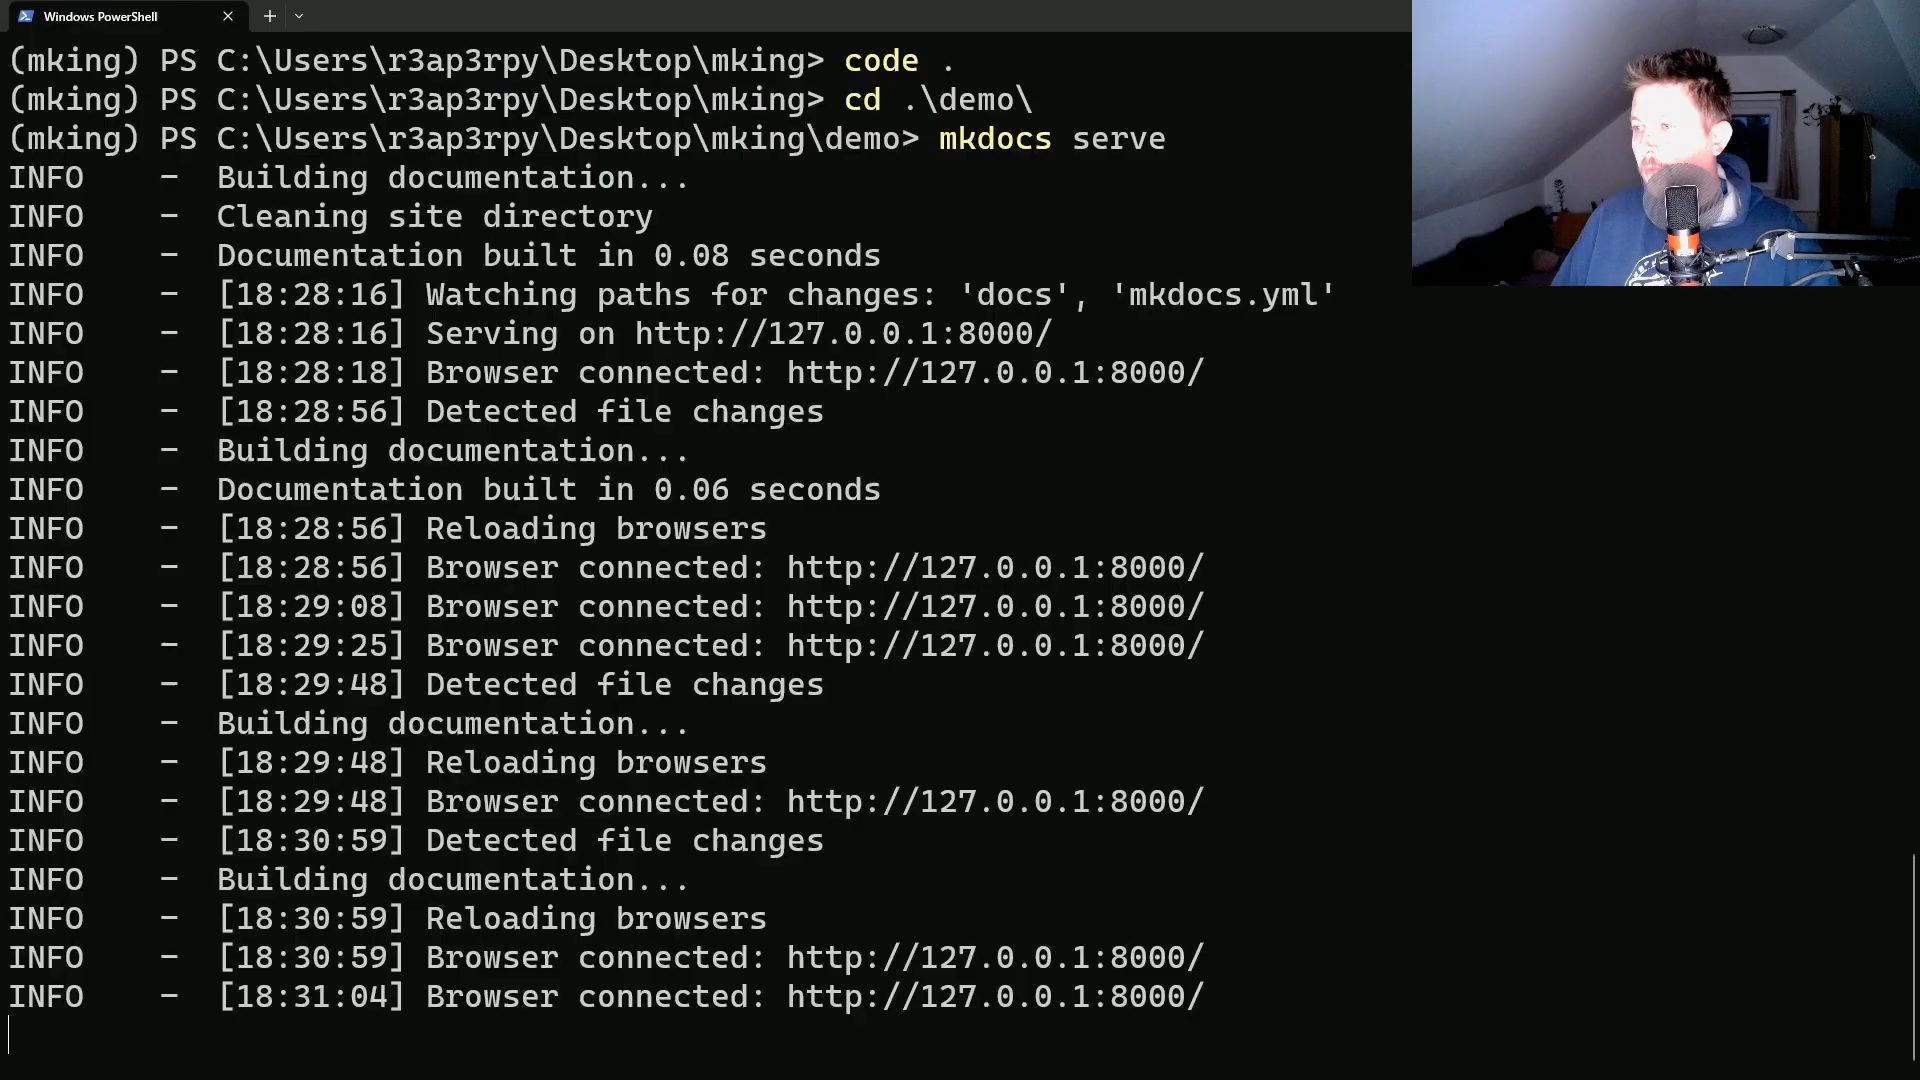 Windows PowerShell
(mking) PS C:\Users\r3ap3rpy\Desktop\mking> code .
(mking) PS C:\Users\r3ap3rpy\Desktop\mking> cd .\demo\
(mking) PS C:\Users\r3ap3rpy\Desktop\mking\demo> mkdocs serve
INFO    -  Building documentation...
INFO    -  Cleaning site directory
INFO    -  Documentation built in 0.08 seconds
INFO    -  [18:28:16] Watching paths for changes: 'docs', 'mkdocs.yml'
INFO    -  [18:28:16] Serving on http://127.0.0.1:8000/
INFO    -  [18:28:18] Browser connected: http://127.0.0.1:8000/
INFO    -  [18:28:56] Detected file changes
INFO    -  Building documentation...
INFO    -  Documentation built in 0.06 seconds
INFO    -  [18:28:56] Reloading browsers
INFO    -  [18:28:56] Browser connected: http://127.0.0.1:8000/
INFO    -  [18:29:08] Browser connected: http://127.0.0.1:8000/
INFO    -  [18:29:25] Browser connected: http://127.0.0.1:8000/
INFO    -  [18:29:48] Detected file changes
INFO    -  Building documentation...
INFO    -  [18:29:48] Reloading browsers
INFO    -  [18:29:48] Browser connected: http://127.0.0.1:8000/
INFO    -  [18:30:59] Detected file changes
INFO    -  Building documentation...
INFO    -  [18:30:59] Reloading browsers
INFO    -  [18:30:59] Browser connected: http://127.0.0.1:8000/
INFO    -  [18:31:04] Browser connected: http://127.0.0.1:8000/